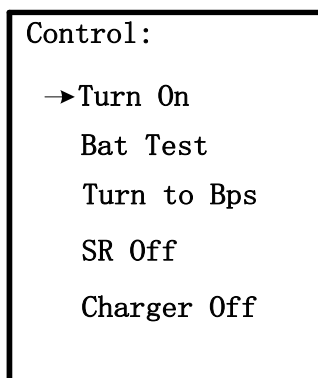 Control:
→Turn On
Bat Test
Turn to Bps
SR Off
Charger Off